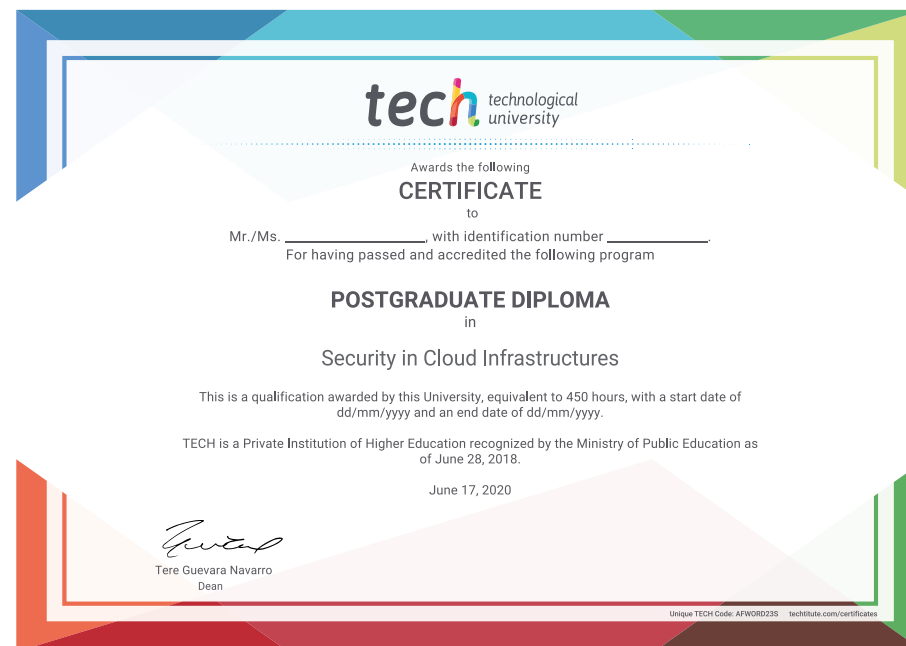 tech technological
university
Awards the following
CERTIFICATE
to
Mr./Ms. ____________________, with identification number ______________.
For having passed and accredited the following program
POSTGRADUATE DIPLOMA
in
Security in Cloud Infrastructures
This is a qualification awarded by this University, equivalent to 450 hours, with a start date of
dd/mm/yyyy and an end date of dd/mm/yyyy.
TECH is a Private Institution of Higher Education recognized by the Ministry of Public Education as
of June 28, 2018.
June 17, 2020
Tere Guevara Navarro
Dean
Unique TECH Code: AFWORD23S techtitute.com/certificates